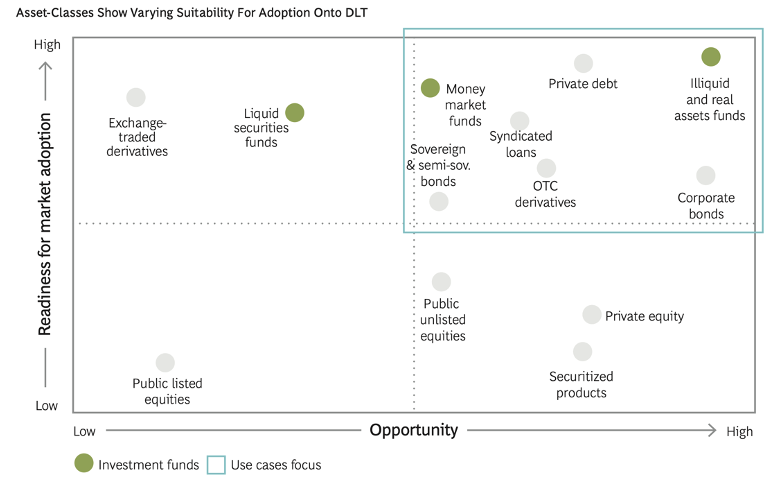 Asset-Classes Show Varying Suitability For Adoption Onto DLT
High
Readiness for market adoption
Low
Exchange-
traded
derivatives
Liquid
securities
funds
Money
market
funds
Private debt
Illiquid
and real
assets funds
Syndicated
loans
Sovereign
& semi-sov.
bonds
OTC
derivatives
Corporate
bonds
Public
unlisted
equities
Private equity
Securitized
products
Public listed
equities
Low
Opportunity
High
Investment funds
Use cases focus